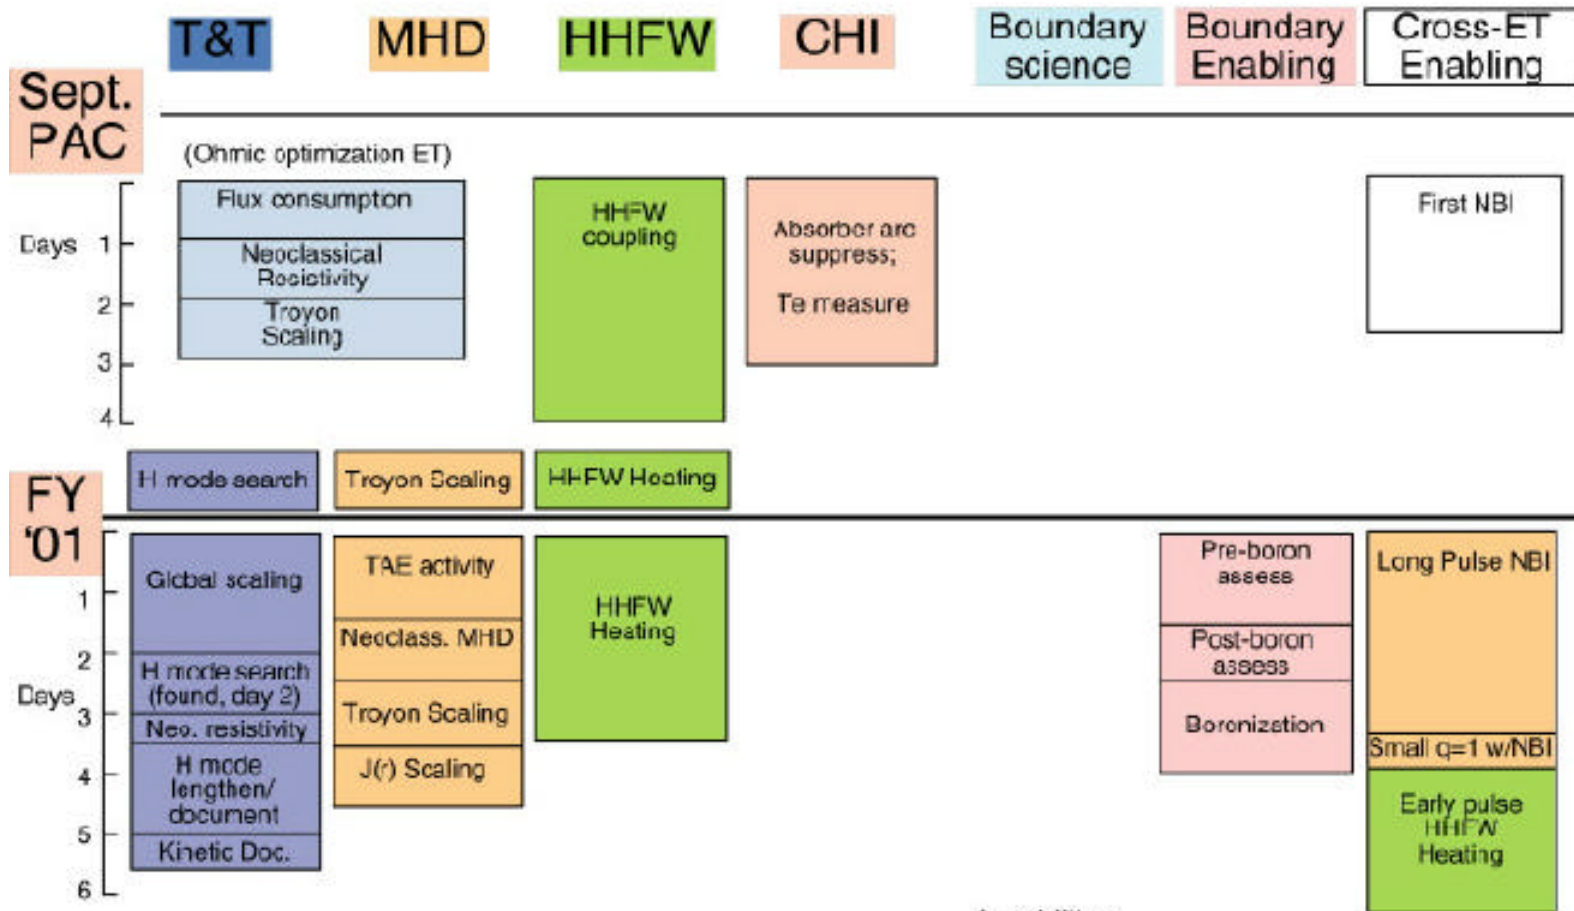 T&T
MHD
HHFW
CHI
Boundary
science
Boundary
Enabling
Cross-ET
Enabling
Sept.
PAC
(Ohmic optimization ET)
Days
1
2
3
4
Flux consumption
Neoclassical
Resistivity
Troyon
Scaling
HHFW
coupling
Absorber arc
suppress;
Te measure
First NBI
H mode search
Troyon Scaling
HHFW Heating
FY
‘01
Days
1
2
3
4
5
6
Global scaling
H mode search
(found, day 2)
Neo. resistivity
H mode
lengthen/
document
Kinetic Doc.
TAE activity
Neoclass. MHD
Troyon Scaling
J(r) Scaling
HHFW
Heating
Pre-boron
assess
Post-boron
assess
Boronization
Long Pulse NBI
Small q=1 w/NBI
Early pulse
HHFW
Heating